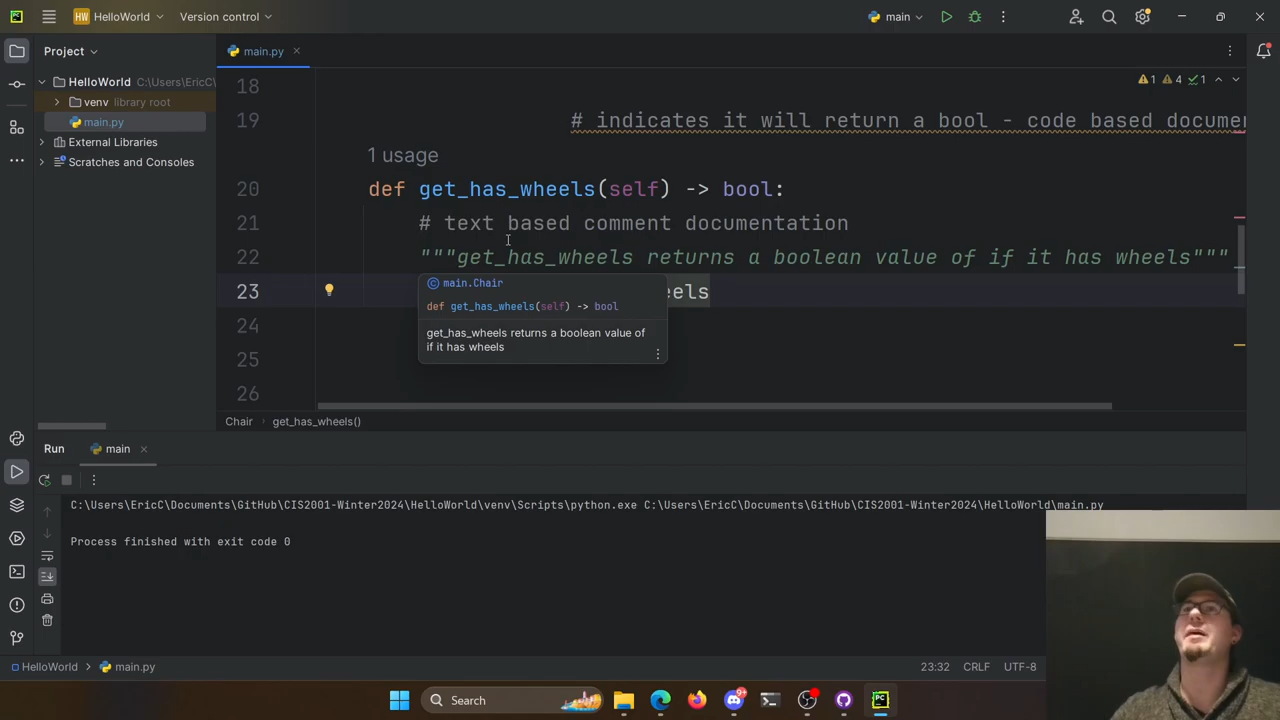 HW HelloWorld Version control main
Project main.py
HelloWorld C:\Users\EricC\
venv library root
main.py
External Libraries
Scratches and Consoles
1 4 1
18
19 # indicates it will return a bool - code based docume
1 usage
20 def get_has_wheels(self) -> bool:
21 # text based comment documentation
22 """get_has_wheels returns a boolean value of if it has wheels"""
23 eels
main.Chair
def get_has_wheels(self) -> bool
get_has_wheels returns a boolean value of
if it has wheels
24
25
26
Chair get_has_wheels()
Run main
C:\Users\EricC\Documents\GitHub\CIS2001-Winter2024\HelloWorld\venv\Scripts\python.exe C:\Users\EricC\Documents\GitHub\CIS2001-Winter2024\HelloWorld\main.py
Process finished with exit code 0
HelloWorld main.py 23:32 CRLF UTF-8
Search